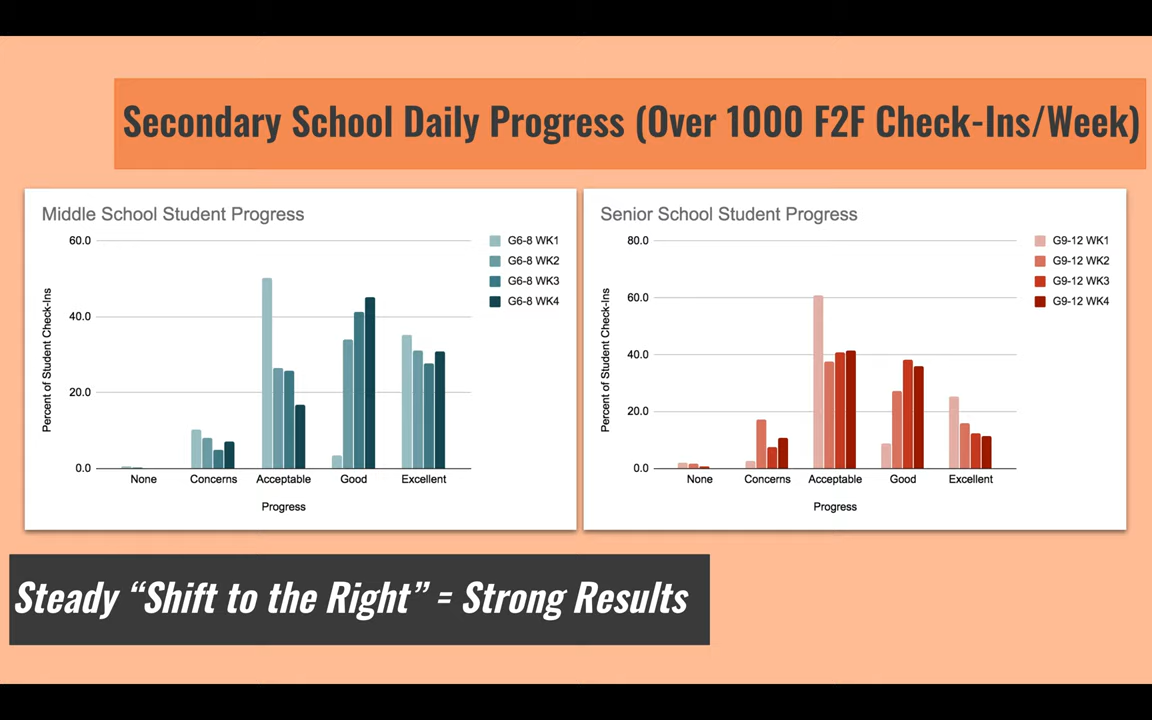 Secondary School Daily Progress (Over 1000 F2F Check-Ins/Week)
Middle School Student Progress
60.0
40.0
20.0
0.0
Percent of Student Check-Ins
None
Concerns
Acceptable
Good
Excellent
Progress
G6-8 WK1
G6-8 WK2
G6-8 WK3
G6-8 WK4
Senior School Student Progress
80.0
60.0
40.0
20.0
0.0
Percent of Student Check-Ins
None
Concerns
Acceptable
Good
Excellent
Progress
G9-12 WK1
G9-12 WK2
G9-12 WK3
G9-12 WK4
Steady “Shift to the Right” = Strong Results